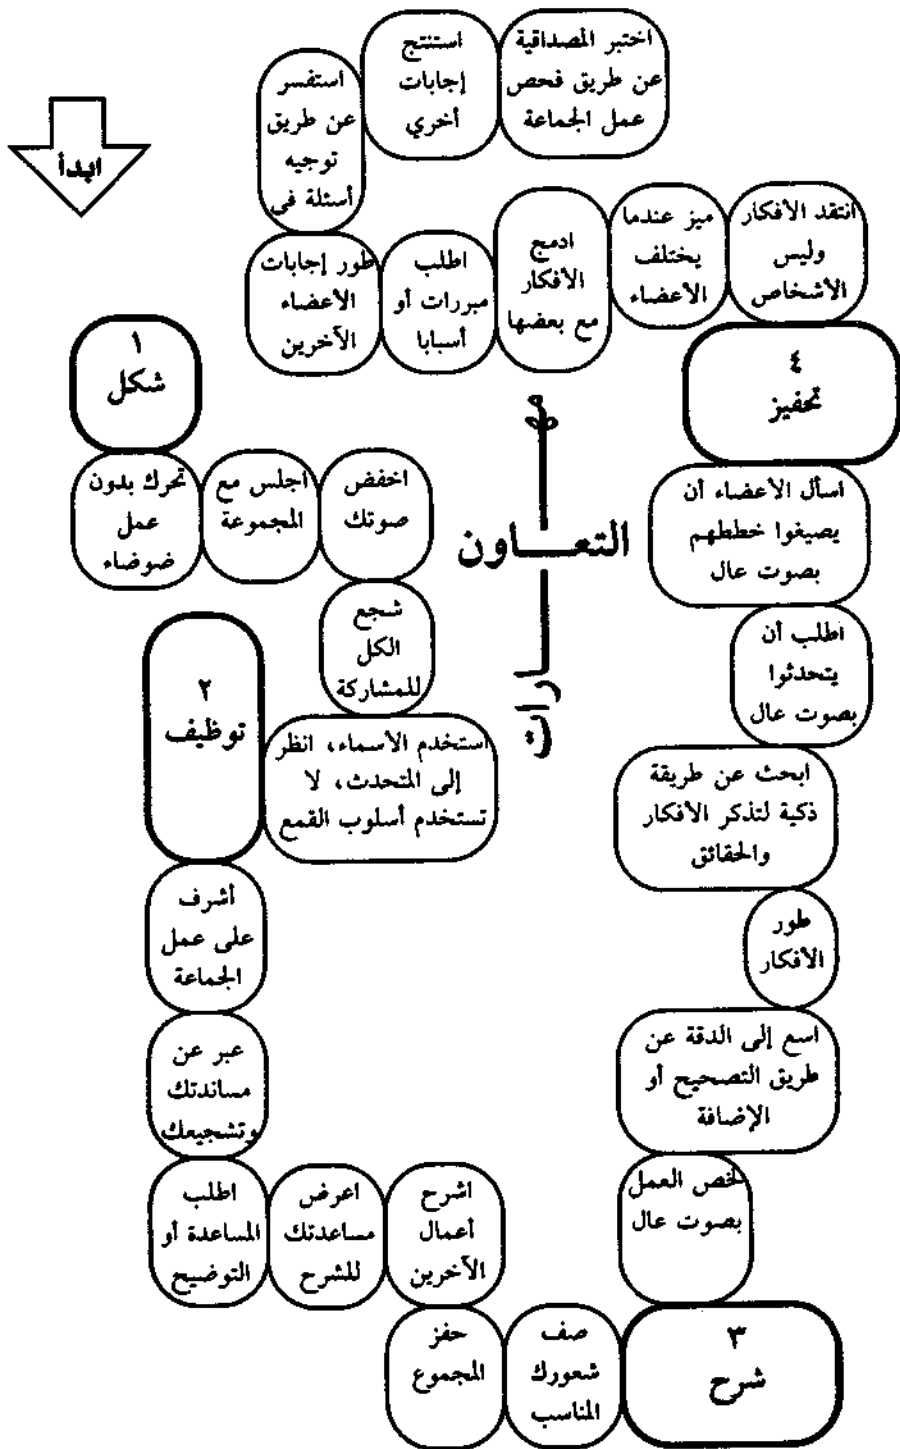 ابدأ
١
شكل
تحرك بدون
عمل
ضوضاء
اجلس مع
المجموعة
اخفض
صوتك
شجع
الكل
للمشاركة
استخدم الأسماء، انظر
إلى المتحدث، لا
تستخدم أسلوب القمع
٢
توظيف
أشرف
على عمل
الجماعة
عبر عن
مساندتك
وتشجيعك
اطلب
المساعدة أو
التوضيح
اعرض
مساعدتك
للشرح
اشرح
أعمال
الآخرين
حفز
المجموع
صف
شعورك
المناسب
٣
شرح
لخص العمل
بصوت عال
اسع إلى الدقة عن
طريق التصحيح أو
الإضافة
طور
الأفكار
ابحث عن طريقة
ذكية لتذكر الأفكار
والحقائق
اطلب أن
يتحدثوا
بصوت عال
اسأل الأعضاء أن
يصيغوا خططهم
بصوت عال
٤
تحفيز
انتقد الأفكار
وليس
الأشخاص
ميز عندما
يختلف
الأعضاء
ادمج
الأفكار
مع بعضها
اطلب
مبررات أو
أسبابا
طور إجابات
الأعضاء
الآخرين
استفسر
عن طريق
توجيه
أسئلة في
استنتج
إجابات
أخري
اختبر المصداقية
عن طريق فحص
عمل الجماعة
مهارات
التعاون